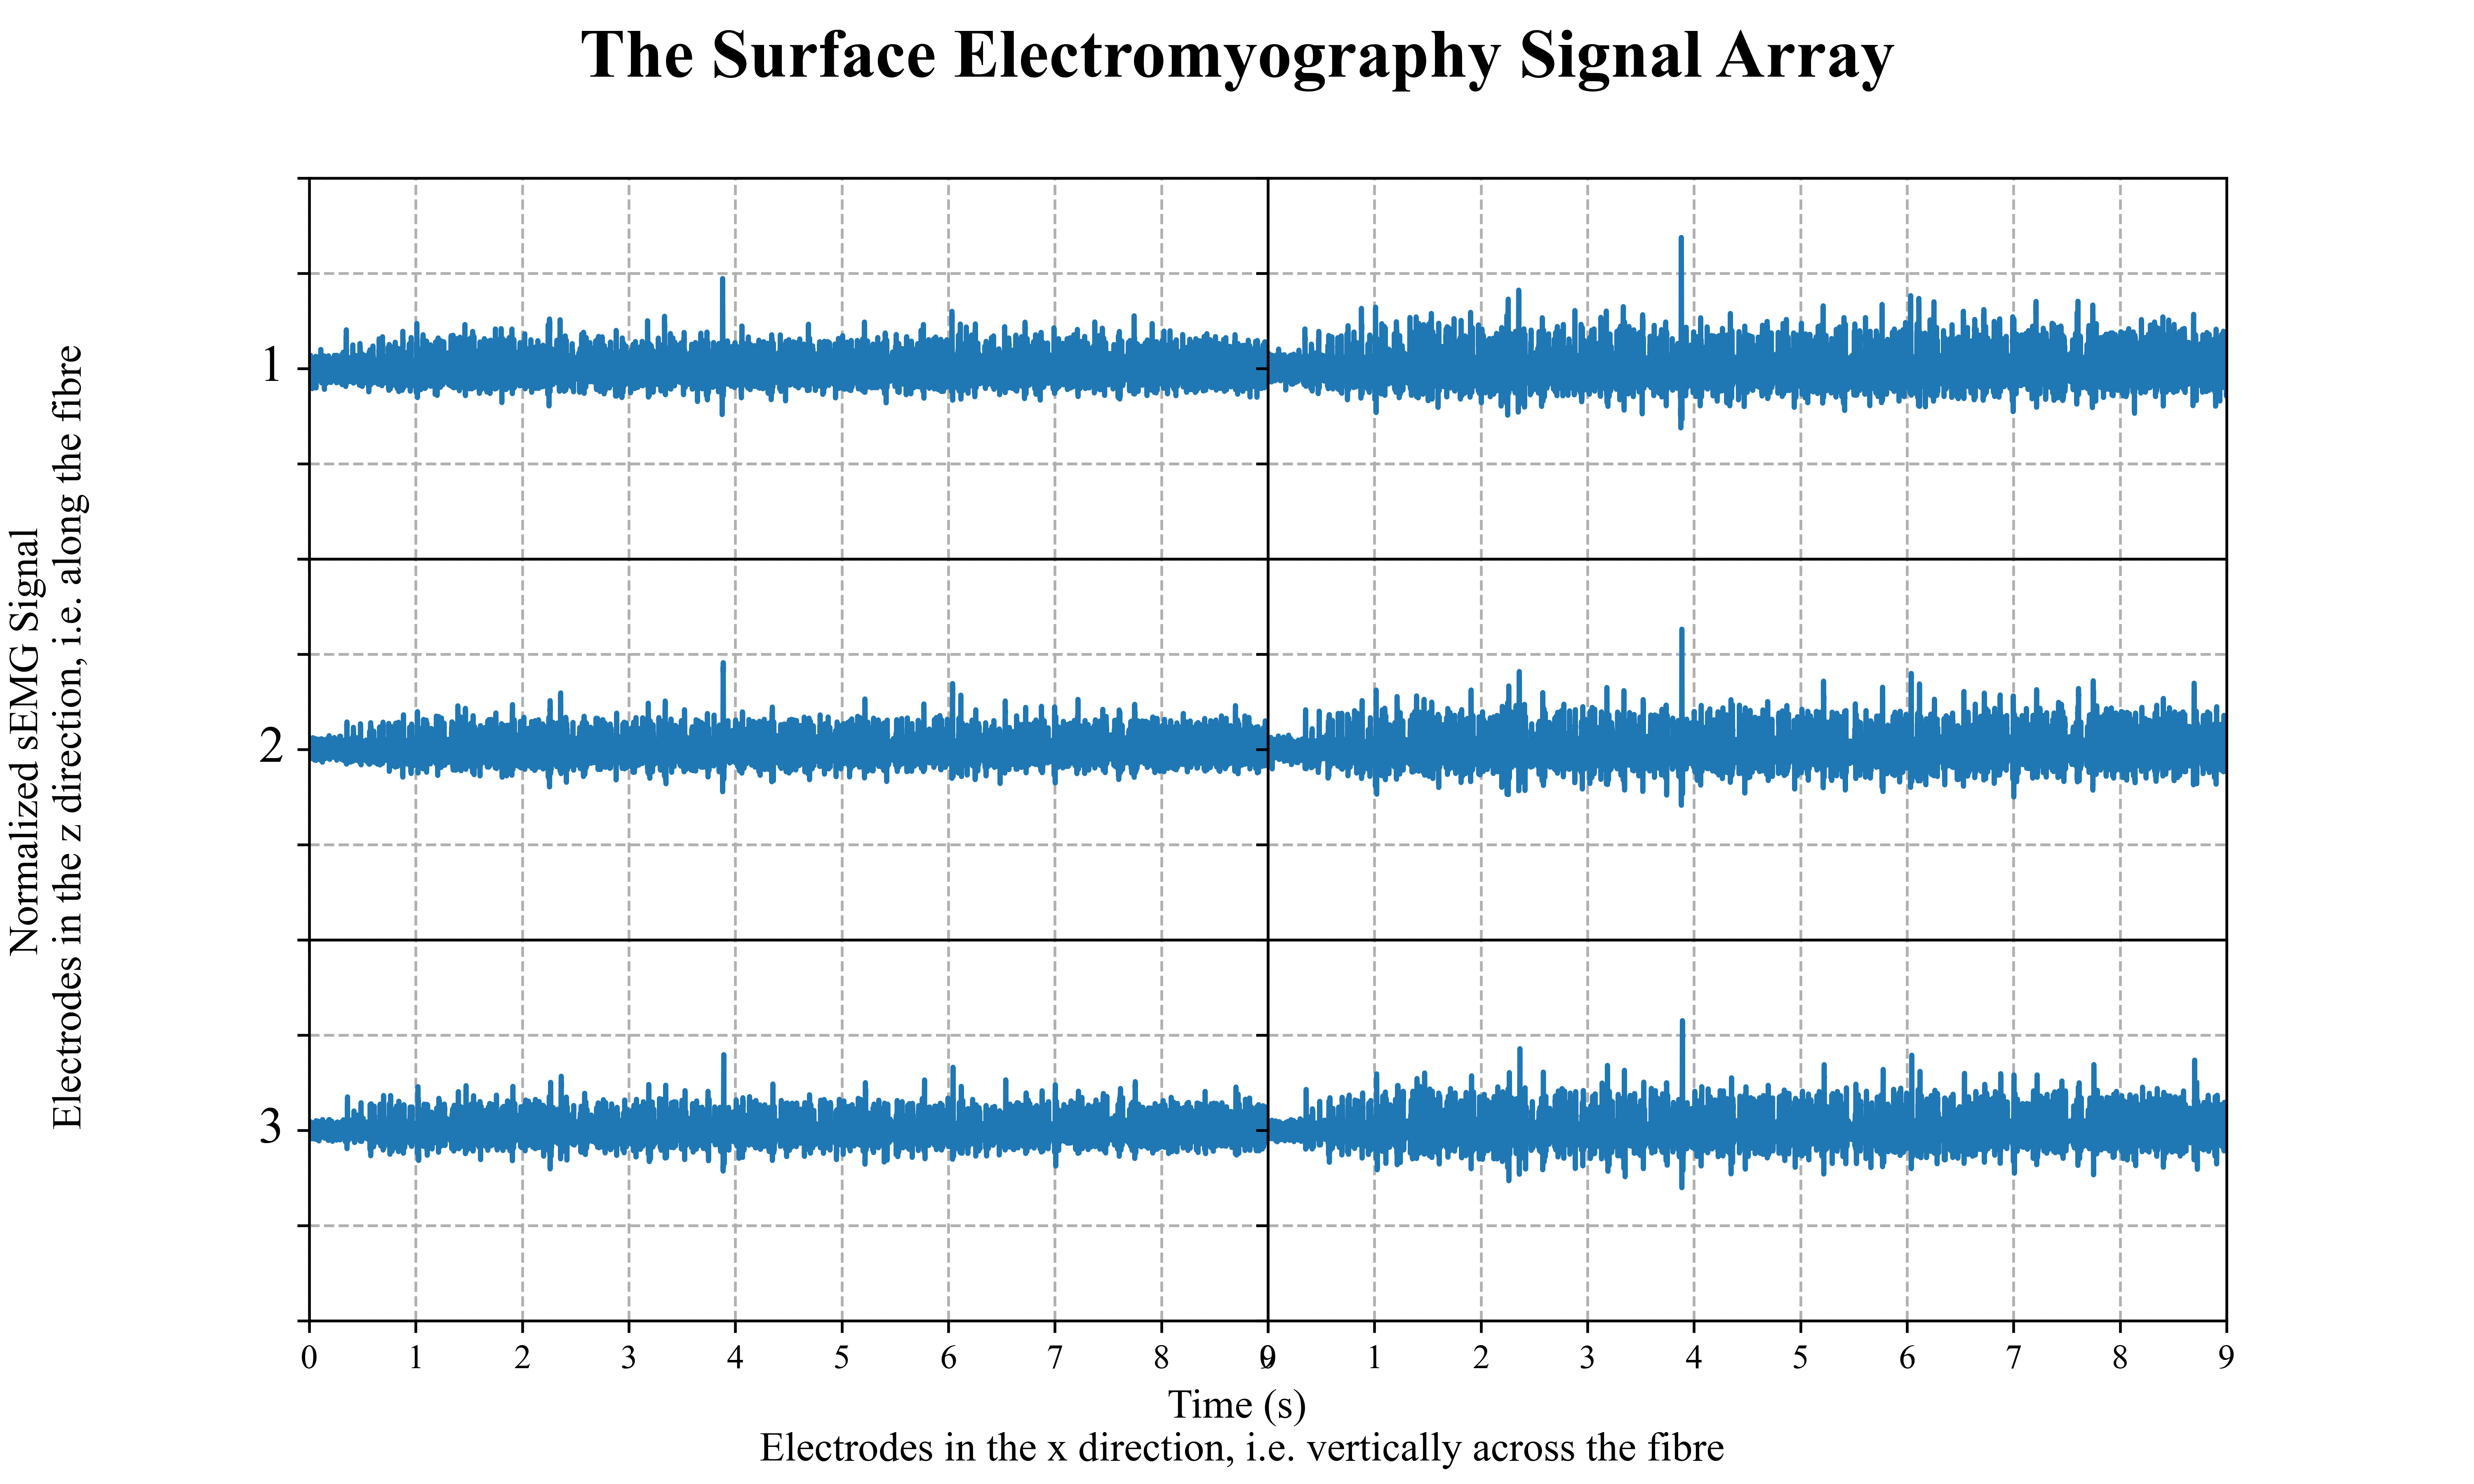 The Surface Electromyography Signal Array
Normalized sEMG Signal
Electrodes in the z direction, i.e. along the fibre
1
2
3
0 1 2 3 4 5 6 7 8 9
0 1 2 3 4 5 6 7 8 9
Time (s)
Electrodes in the x direction, i.e. vertically across the fibre